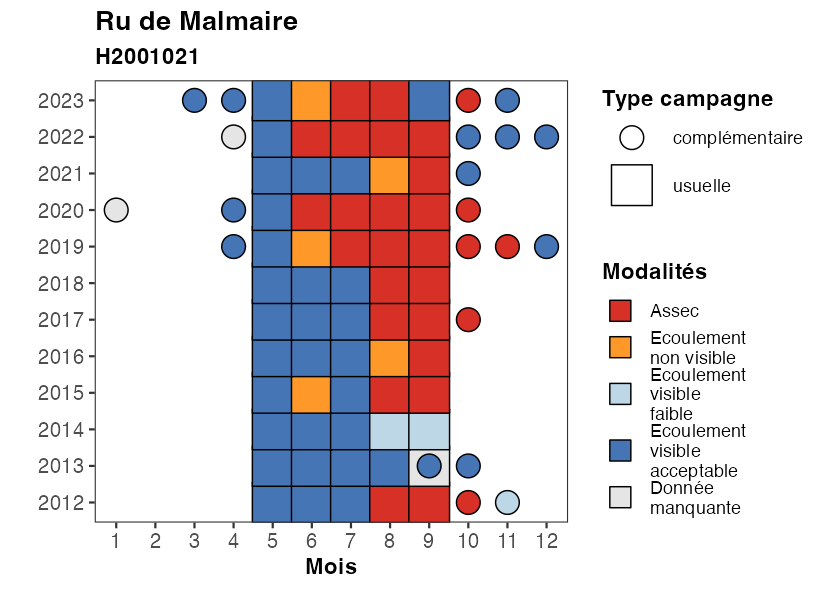 Ru de Malmaire
H2001021
2023
2022
2021
2020
2019
2018
2017
2016
2015
2014
2013
2012
1 2 3 4 5 6 7 8 9 10 11 12
Mois
Type campagne
complémentaire
usuelle
Modalités
Assec
Ecoulement
non visible
Ecoulement
visible
faible
Ecoulement
visible
acceptable
Donnée
manquante